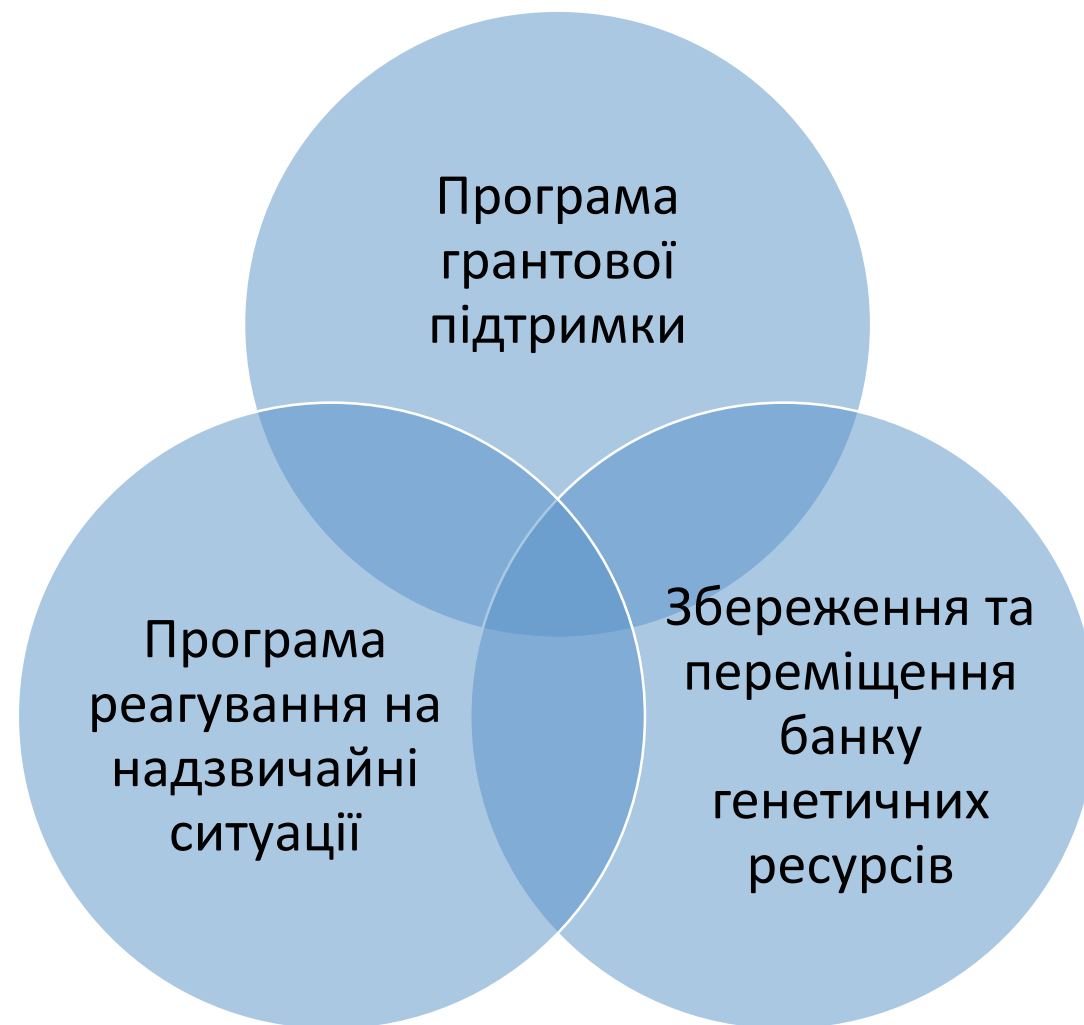 Програма
грантової
підтримки
Програма
реагування на
надзвичайні
ситуації
Збереження та
переміщення
банку
генетичних
ресурсів